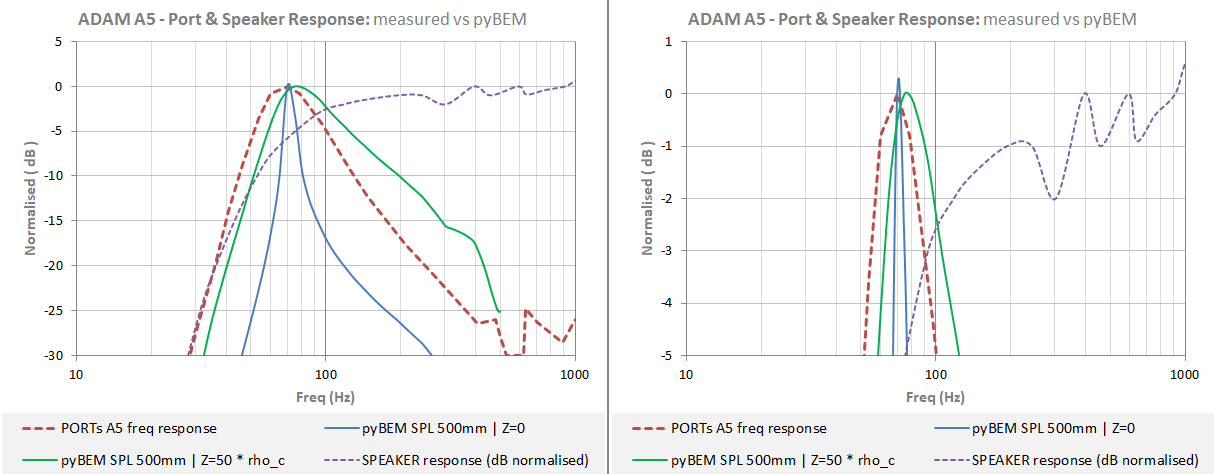 ADAM A5 - Port & Speaker Response: measured vs pyBEM
5
0
-5
-10
-15
-20
-25
-30
Normalised ( dB )
10
100
1000
Freq (Hz)
PORTs A5 freq response
pyBEM SPL 500mm | Z=0
pyBEM SPL 500mm | Z=50 * rho_c
SPEAKER response (dB normalised)
ADAM A5 - Port & Speaker Response: measured vs pyBEM
1
0
-1
-2
-3
-4
-5
Normalised ( dB )
10
100
1000
Freq (Hz)
PORTs A5 freq response
pyBEM SPL 500mm | Z=0
pyBEM SPL 500mm | Z=50 * rho_c
SPEAKER response (dB normalised)